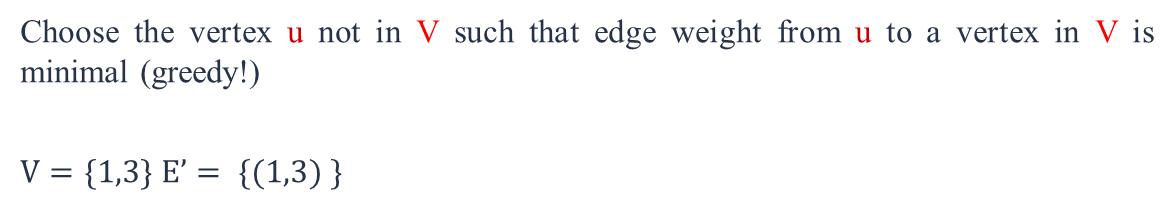 Choose the vertex u not in V such that edge weight from u to a vertex in V is
minimal (greedy!)
V = {1,3} E’ = {(1,3) }